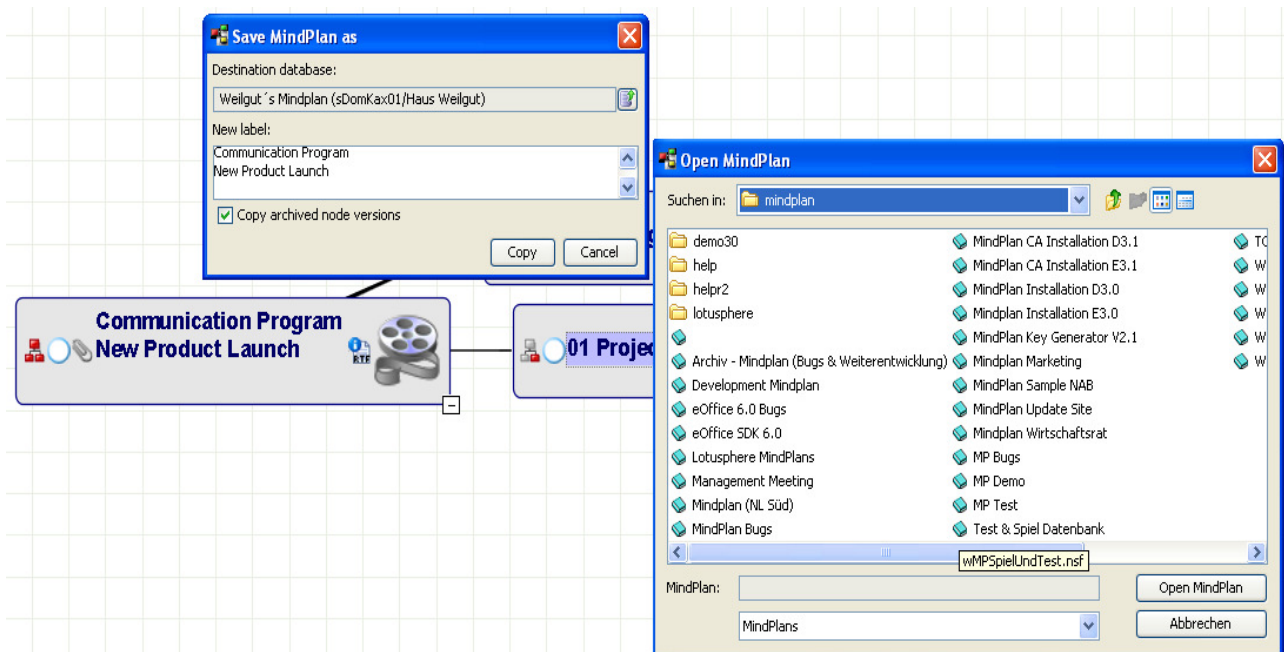 Save MindPlan as
Destination database:
Weilgut´s Mindplan (sDomKax01/Haus Weilgut)
New label:
Communication Program
New Product Launch
Copy archived node versions
Copy
Cancel
Communication Program
New Product Launch
RTF
01 Projec
Open MindPlan
Suchen in:
mindplan
demo30
help
helpr2
lotusphere
Archiv - Mindplan (Bugs & Weiterentwicklung)
Development Mindplan
eOffice 6.0 Bugs
eOffice SDK 6.0
Lotusphere MindPlans
Management Meeting
Mindplan (NL Süd)
MindPlan Bugs
MindPlan CA Installation D3.1
MindPlan CA Installation E3.1
MindPlan Installation D3.0
Mindplan Installation E3.0
MindPlan Key Generator V2.1
Mindplan Marketing
MindPlan Sample NAB
MindPlan Update Site
Mindplan Wirtschaftsrat
MP Bugs
MP Demo
MP Test
Test & Spiel Datenbank
W
W
W
W
W
wMPSpielUndTest.nsf
MindPlan:
Open MindPlan
MindPlans
Abbrechen